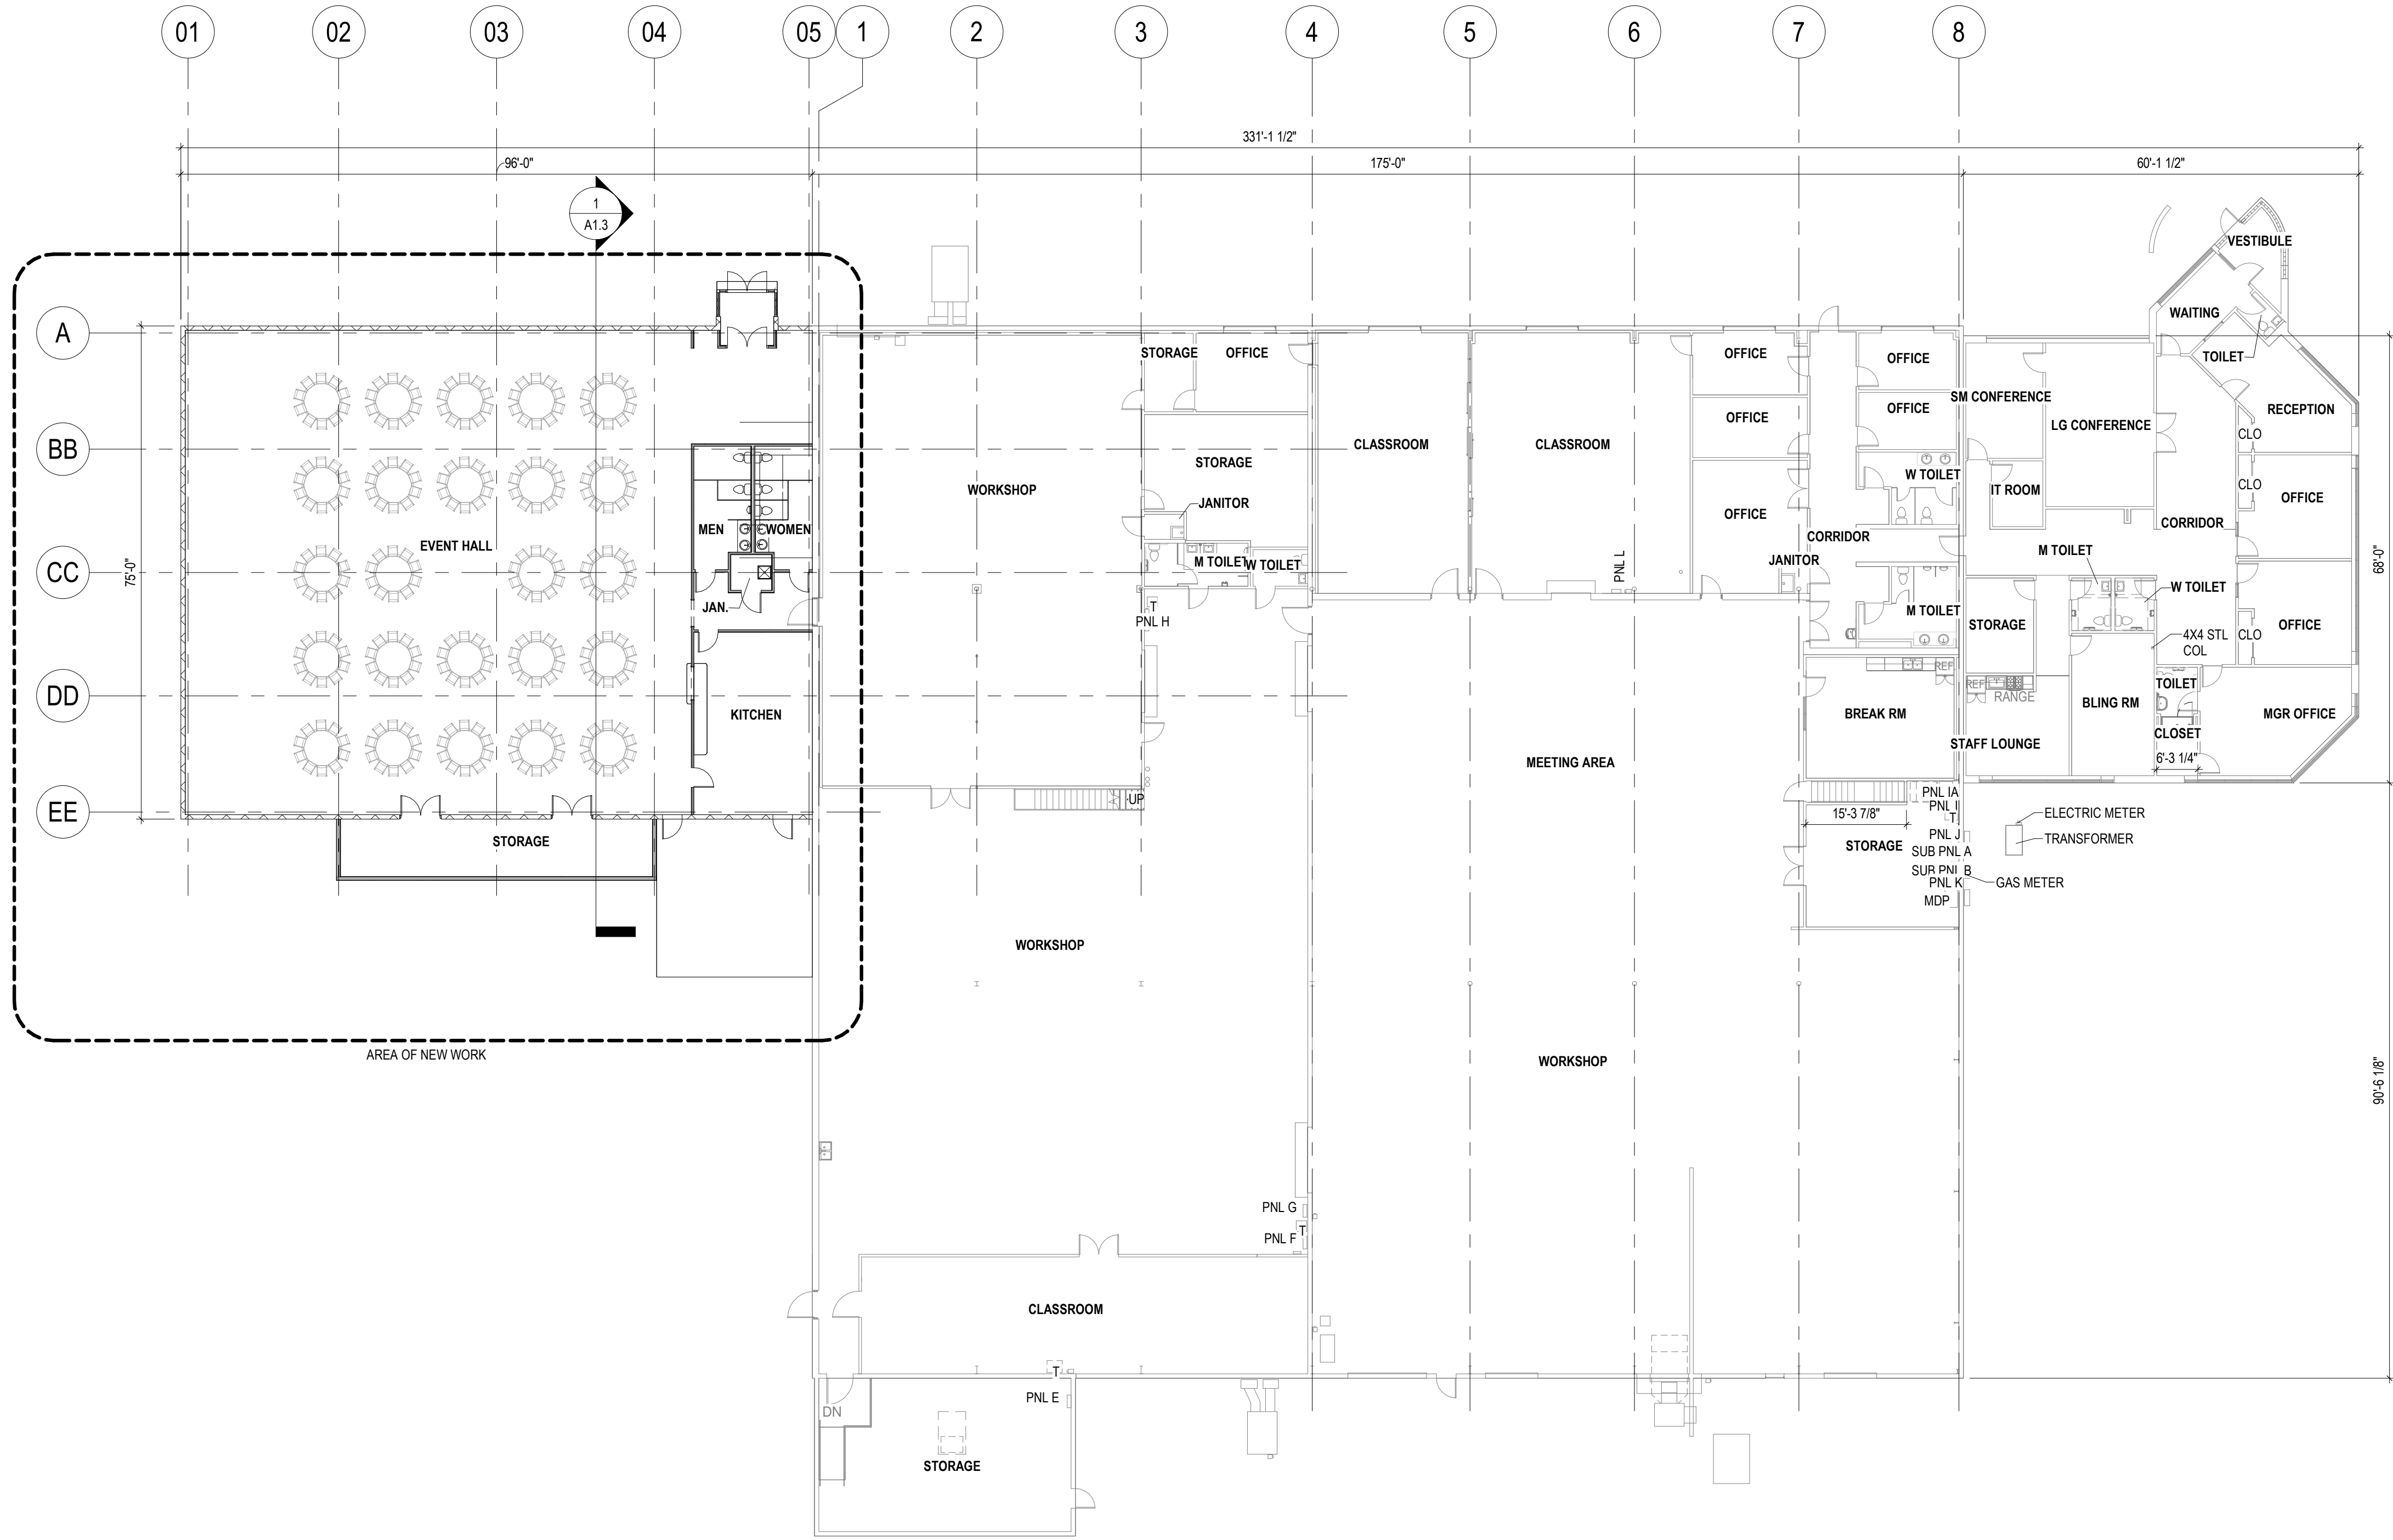 01 02 03 04 05 1 2 3 4 5 6 7 8
331'-1 1/2"
96'-0" 175'-0" 60'-1 1/2"
1
A1.3
VESTIBULE
WAITING
A
STORAGE OFFICE OFFICE OFFICE TOILET
SM CONFERENCE
OFFICE OFFICE RECEPTION
LG CONFERENCE
CLO
BB
CLASSROOM CLASSROOM
STORAGE
W TOILET
CLO
WORKSHOP IT ROOM OFFICE
JANITOR
OFFICE
MEN WOMEN
CORRIDOR
CORRIDOR
EVENT HALL
M TOILET
75'-0"
CC
M TOILET W TOILET
PNL L
JANITOR
68'-0"
W TOILET
JAN.
T
PNL H
M TOILET
STORAGE
OFFICE
4X4 STL
COL
CLO
REF
REF
RANGE
TOILET
DD
KITCHEN
BREAK RM
BLING RM
MGR OFFICE
CLOSET
STAFF LOUNGE
6'-3 1/4"
MEETING AREA
UP
PNL IA
PNL I
EE
15'-3 7/8"
T
ELECTRIC METER
STORAGE
PNL J
TRANSFORMER
STORAGE
SUB PNL A
SUB PNL B
PNL K
GAS METER
MDP
WORKSHOP
AREA OF NEW WORK
WORKSHOP
90'-6 1/8"
PNL G
T
PNL F
CLASSROOM
T
PNL E
DN
STORAGE